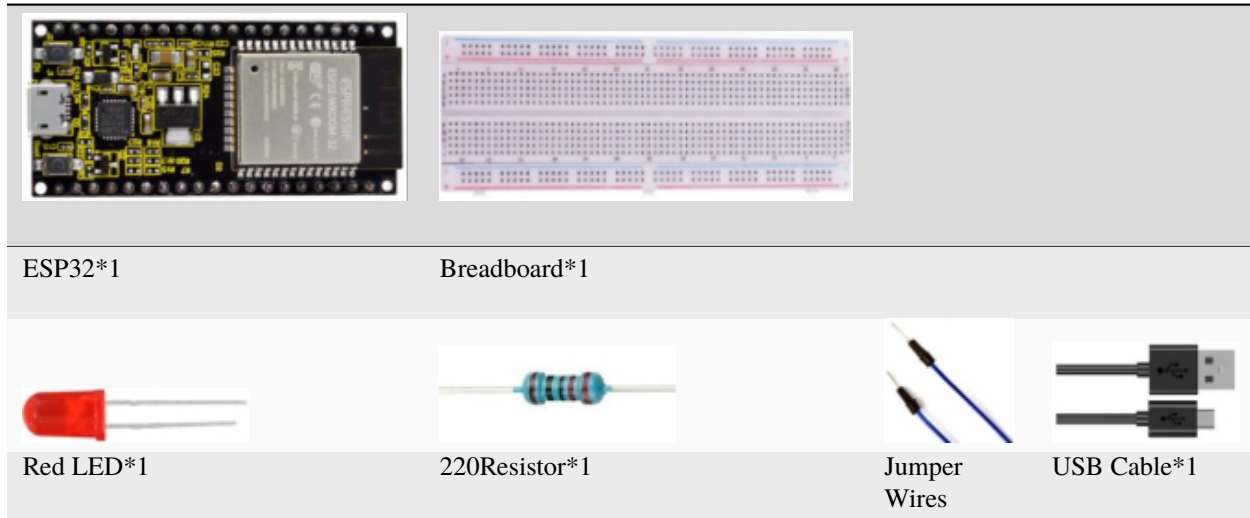 ESP32*1
Breadboard*1
Red LED*1
220Resistor*1
Jumper
Wires
USB Cable*1